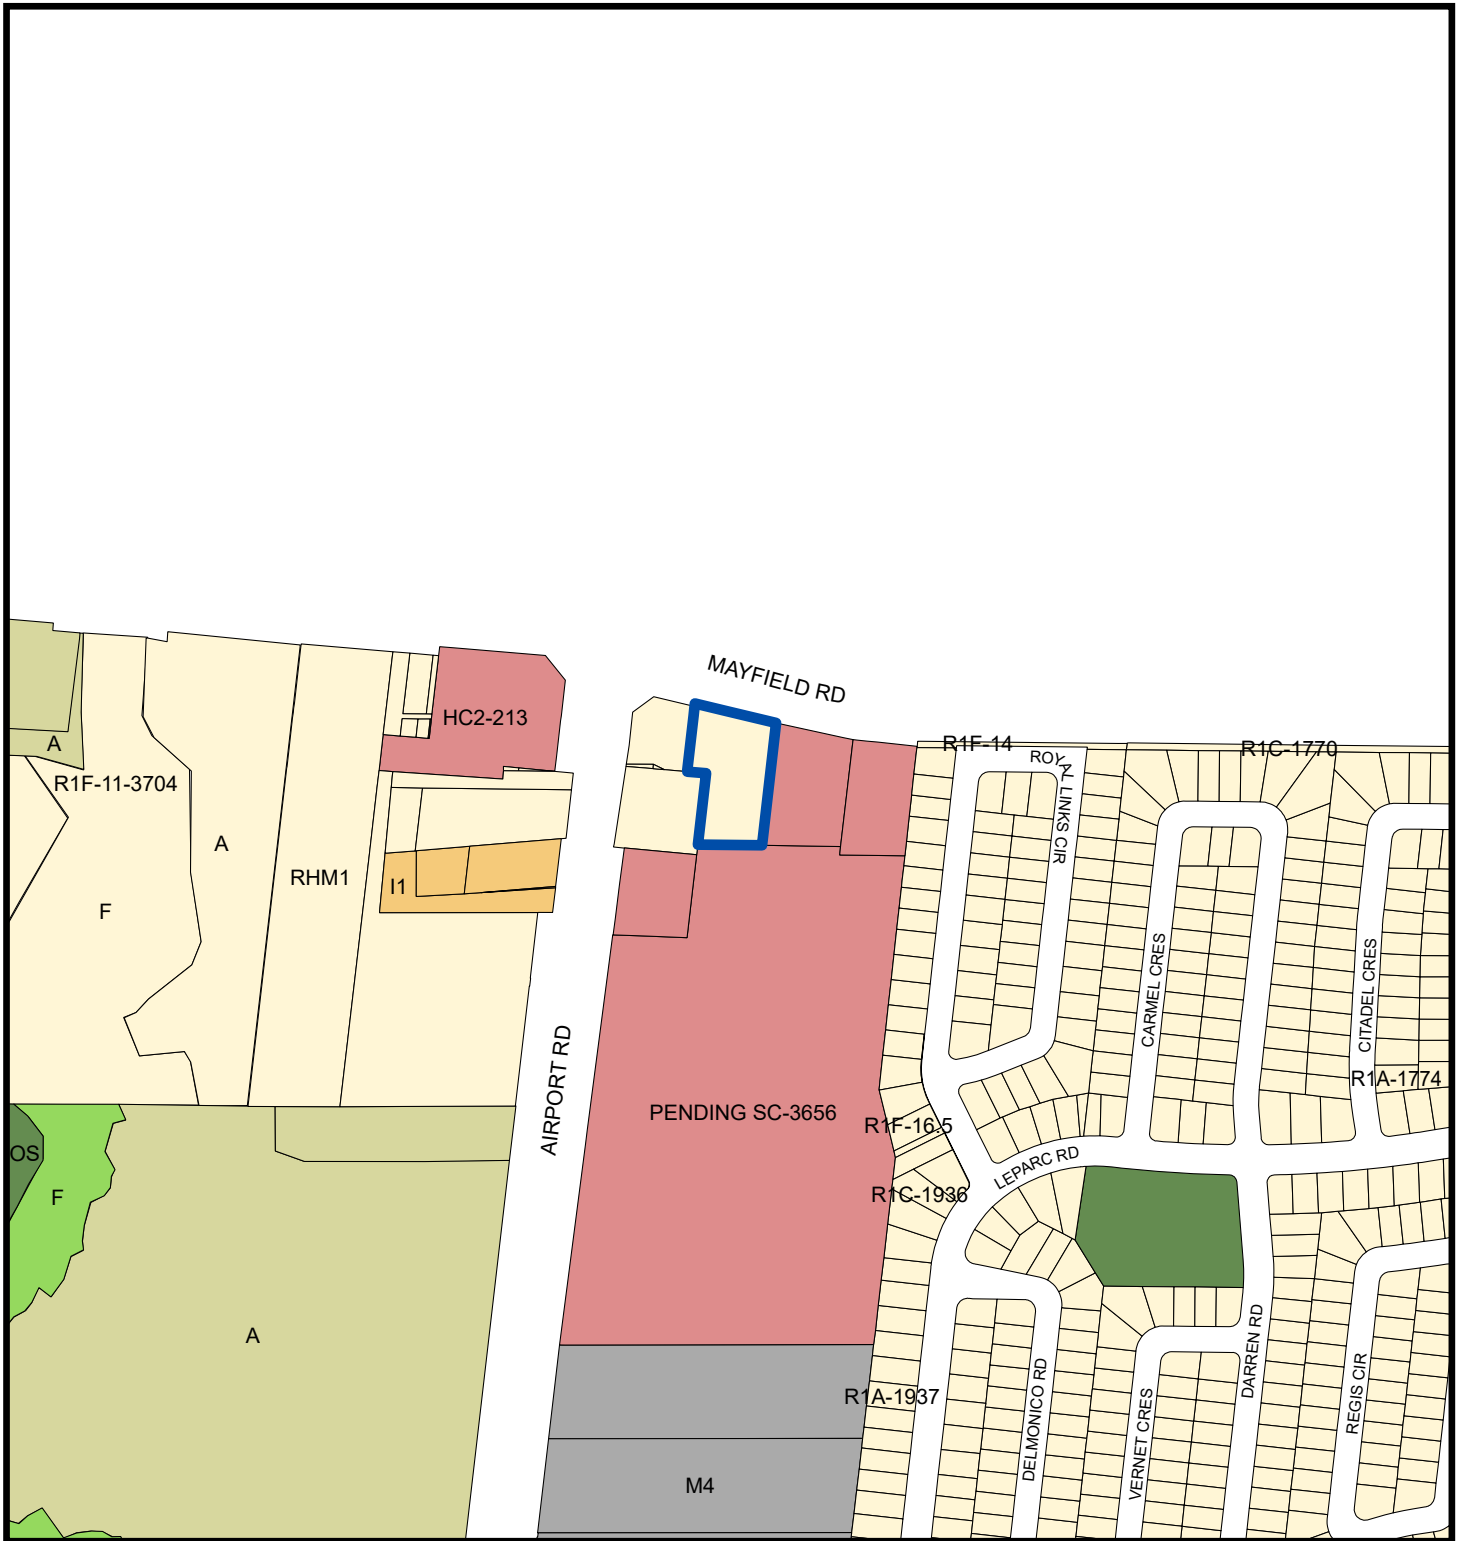 MAYFIELD RD
HC2-213
A
R1F-14
R1C-1770
ROYAL LINKS CIR
R1F-11-3704
A
RHM1
I1
F
CARMEL CRES
CITADEL CRES
R1A-1774
AIRPORT RD
PENDING SC-3656
R1F-16.5
OS
LEPARC RD
F
R1C-1936
A
DARREN RD
R1A-1937
DELMONICO RD
VERNET CRES
REGIS CIR
M4